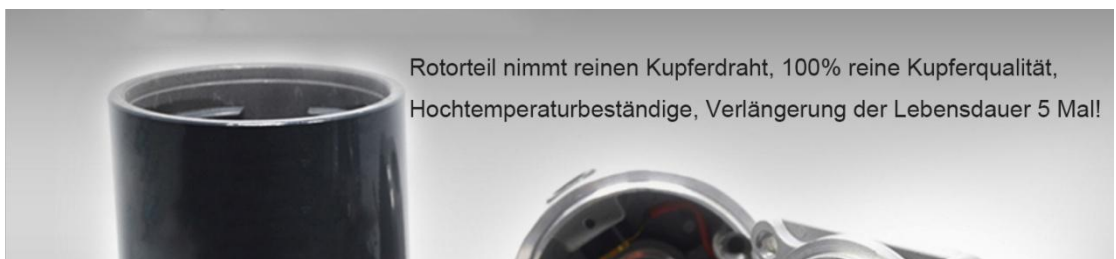 Rotorteil nimmt reinen Kupferdraht, 100% reine Kupferqualität,
Hochtemperaturbeständige, Verlängerung der Lebensdauer 5 Mal!